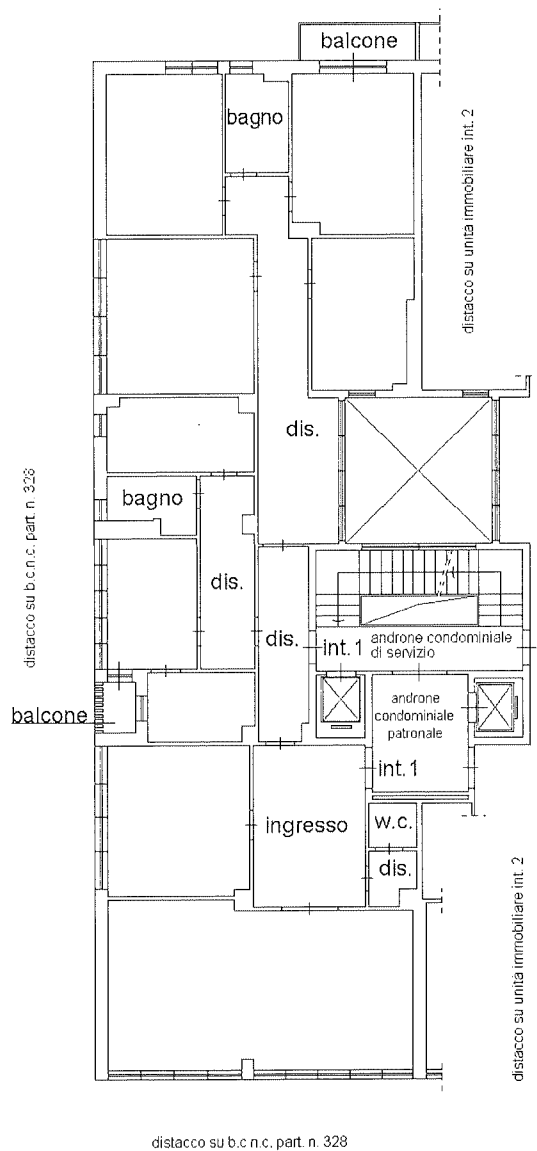 balcone
distacco su unità immobiliare int. 2
bagno
dis.
distacco su b.c.n.c. part. n. 328
bagno
dis.
dis.
int.1
androne condominiale
di servizio
balcone
androne
condominiale
patronale
int.1
ingresso
w.c.
dis.
distacco su unità immobiliare int. 2
distacco su b.c n.c. part. n. 328